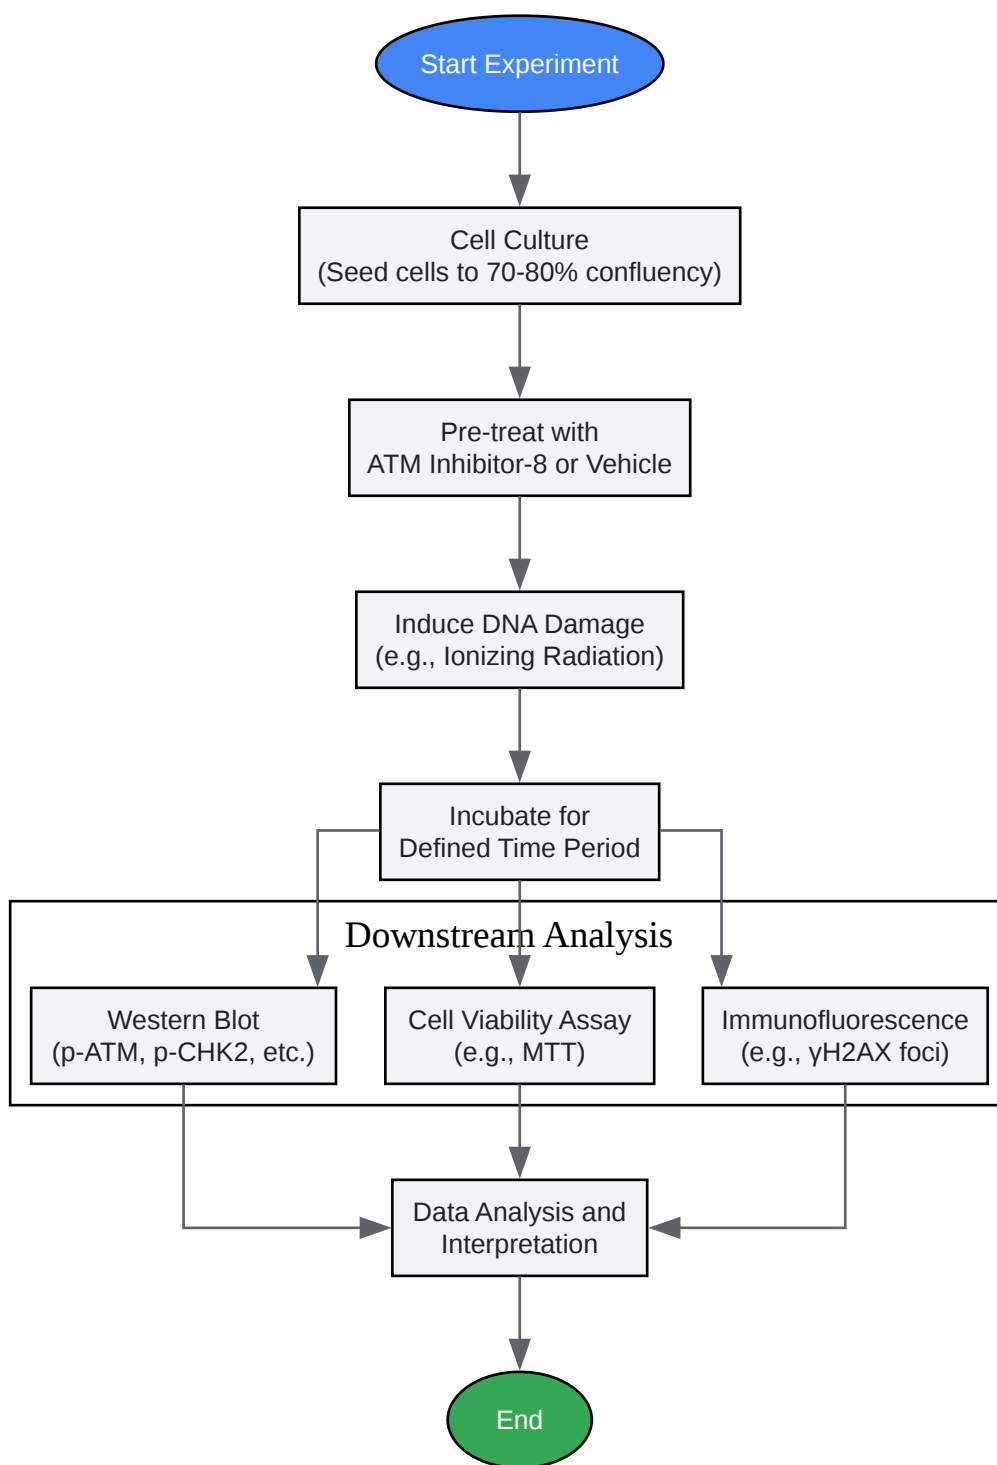 Start Experiment
Cell Culture
(Seed cells to 70-80% confluency)
Pre-treat with
ATM Inhibitor-8 or Vehicle
Induce DNA Damage
(e.g., Ionizing Radiation)
Incubate for
Defined Time Period
Downstream Analysis
Western Blot
(p-ATM, p-CHK2, etc.)
Cell Viability Assay
(e.g., MTT)
Immunofluorescence
(e.g., γH2AX foci)
Data Analysis and
Interpretation
End